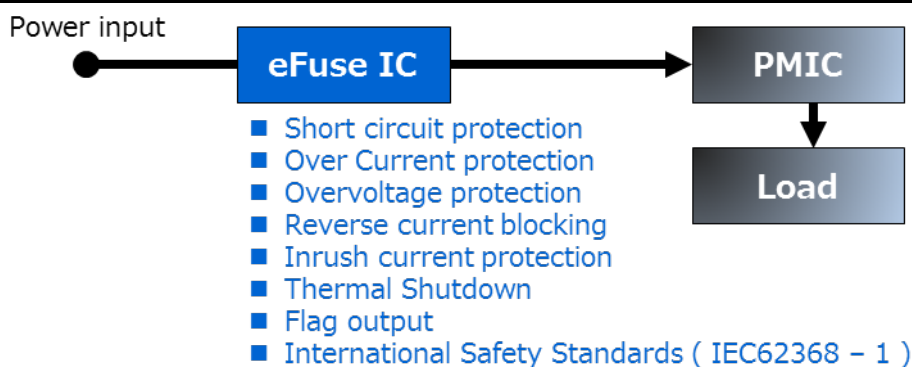 Power input
eFuse IC
PMIC
Load
■ Short circuit protection
■ Over Current protection
■ Overvoltage protection
■ Reverse current blocking
■ Inrush current protection
■ Thermal Shutdown
■ Flag output
■ International Safety Standards ( IEC62368 – 1 )